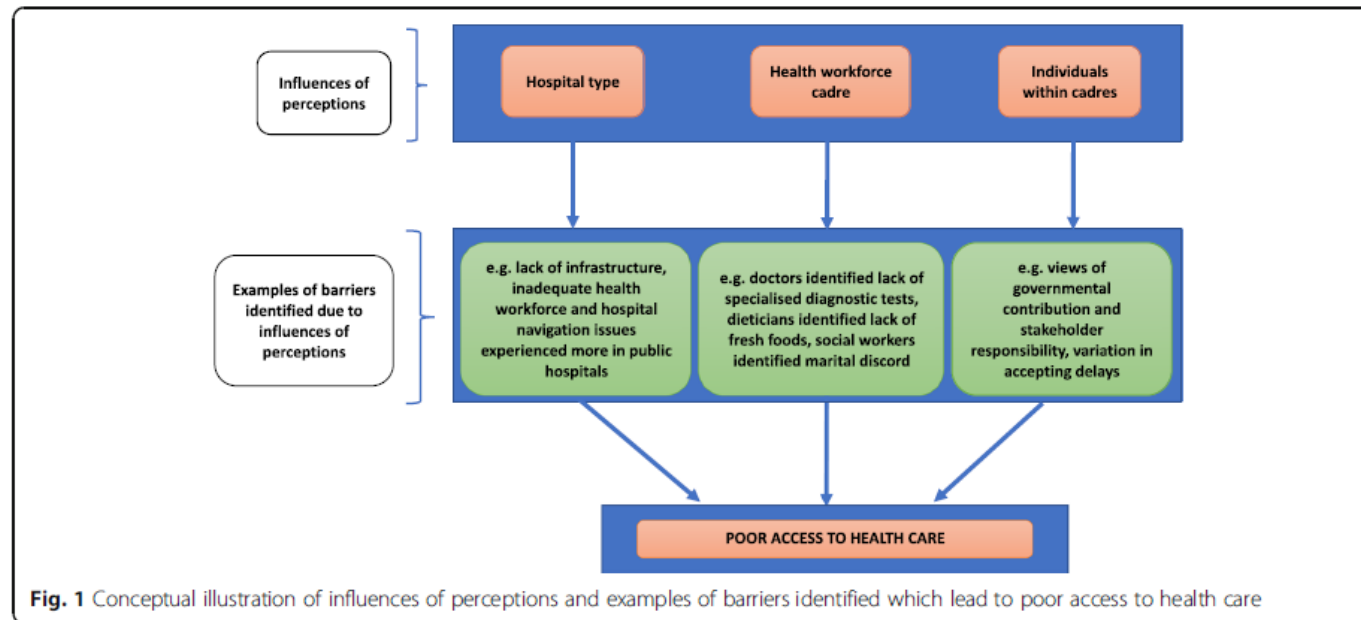 Influences of
perceptions
Hospital type
Health workforce
cadre
Individuals
within cadres
Examples of barriers
identified due to
influences of
perceptions
e.g. lack of infrastructure,
inadequate health
workforce and hospital
navigation issues
experienced more in public
hospitals
e.g. doctors identified lack of
specialised diagnostic tests,
dieticians identified lack of
fresh foods, social workers
identified marital discord
e.g. views of
governmental
contribution and
stakeholder
responsibility, variation in
accepting delays
POOR ACCESS TO HEALTH CARE
Fig. 1 Conceptual illustration of influences of perceptions and examples of barriers identified which lead to poor access to health care